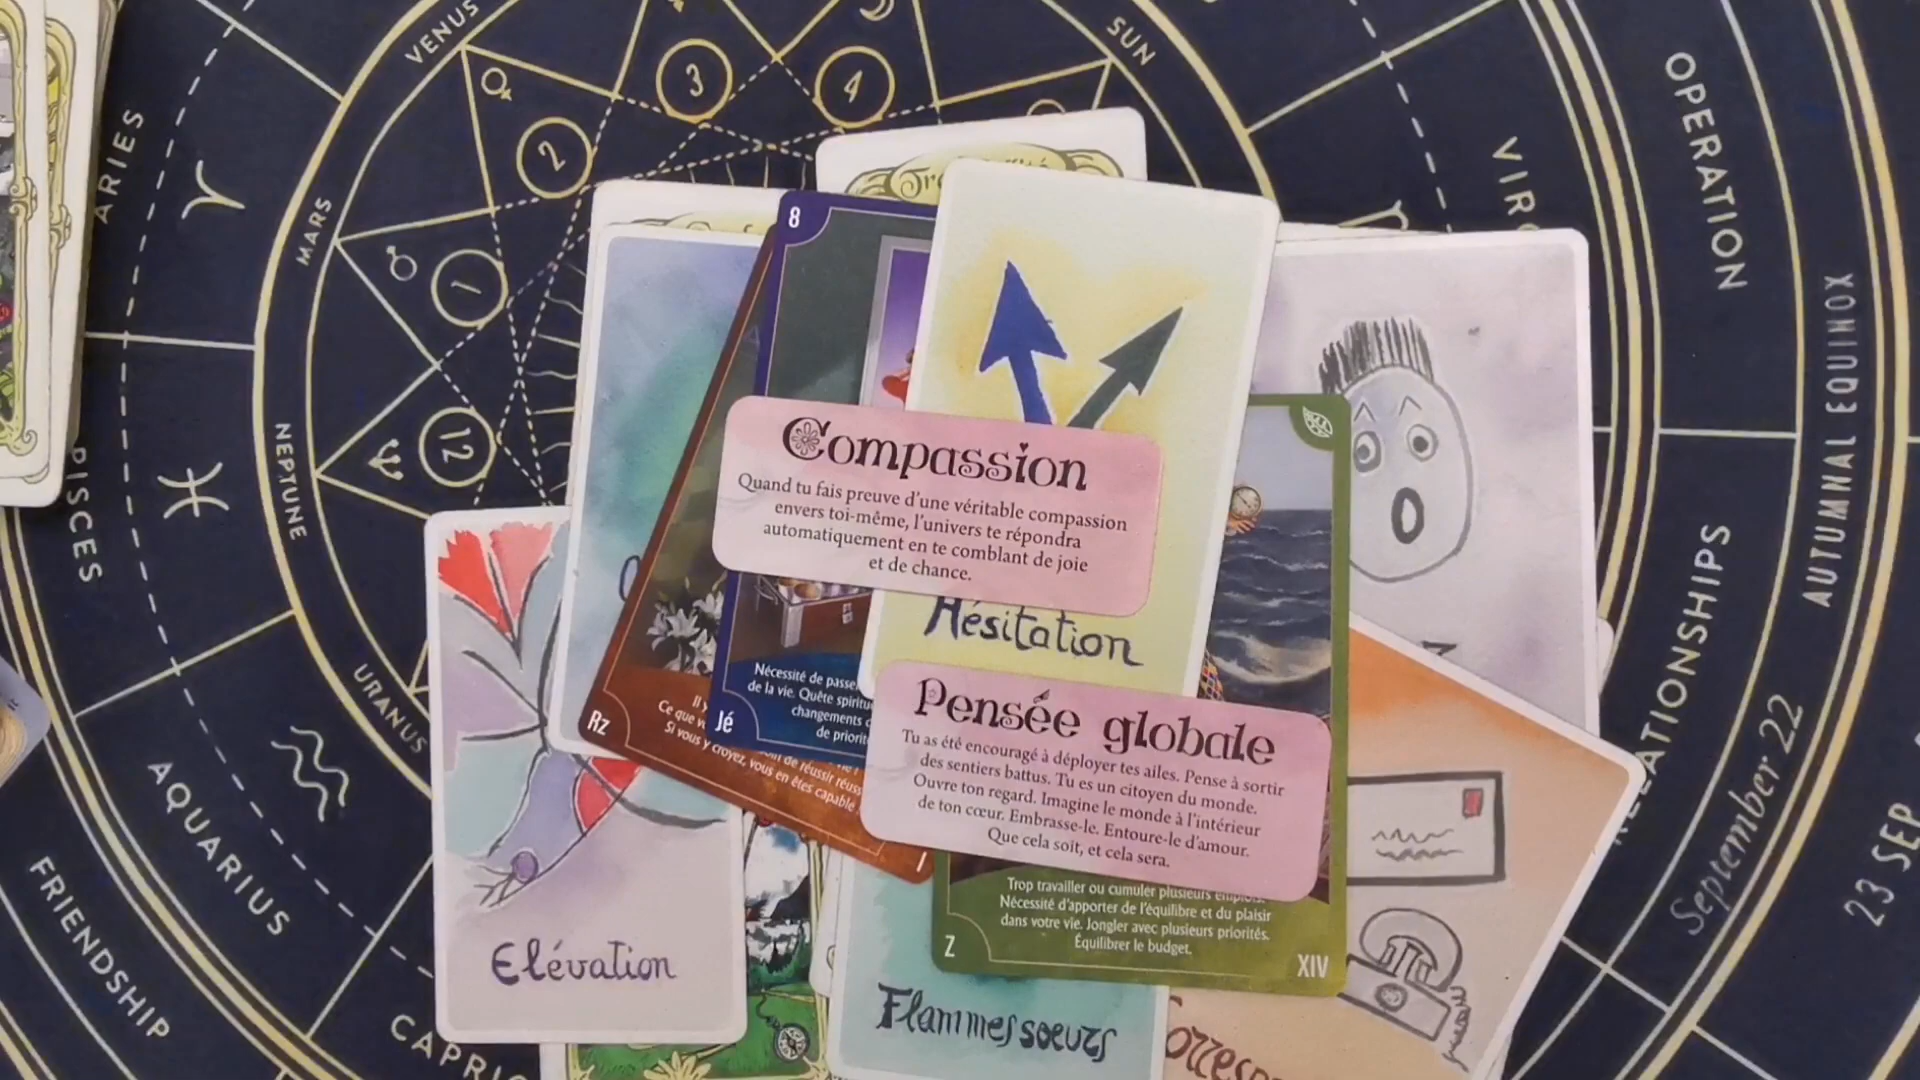 VENUS
SUN
3
4
2
1
12
MARS
NEPTUNE
URANUS
ARIES
PISCES
AQUARIUS
FRIENDSHIP
OPERATION
AUTUMNAL EQUINOX
September 22
23 SEP
8
Compassion
Quand tu fais preuve d'une véritable compassion
envers toi-même, l'univers te répondra
automatiquement en te comblant de joie
et de chance.
Hésitation
Pensée globale
Tu as été encouragé à déployer tes ailes. Pense à sortir
des sentiers battus. Tu es un citoyen du monde.
Ouvre ton regard. Imagine le monde à l'intérieur
de ton cœur. Embrasse-le. Entoure-le d'amour.
Que cela soit, et cela sera.
Trop travailler ou cumuler plusieurs emplois.
Nécessité d'apporter de l'équilibre et du plaisir
dans votre vie. Jongler avec plusieurs priorités.
Équilibrer le budget.
Z
XIV
Nécessité de
de la vie. Quête
changements
de
Jé
Rz
Ce que
Si vous y croyez, vous en êtes capable
de réussir
I
Elévation
Flammes soeurs